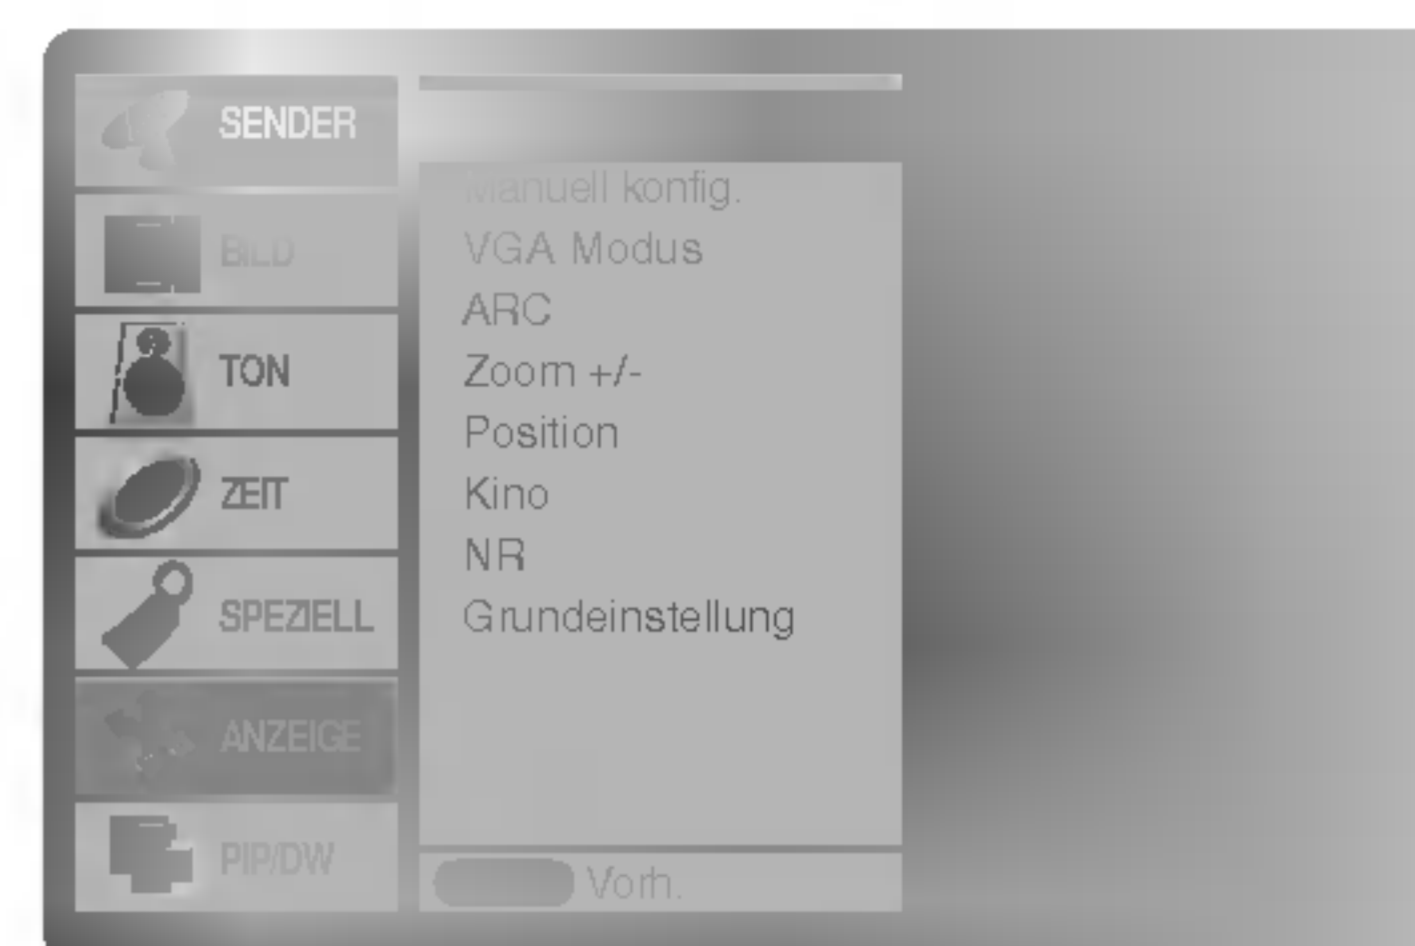 SENDER
BILD
TON
ZEIT
SPEZIELL
ANZEIGE
PIP/DW
Manuell konfig.
VGA Modus
ARC
Zoom +/-
Position
Kino
NR
Grundeinstellung
Vorh.